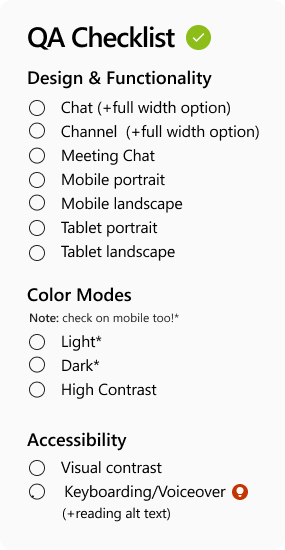 QA Checklist
Design & Functionality
Chat (+full width option)
Channel (+full width option)
Meeting Chat
Mobile portrait
Mobile landscape
Tablet portrait
Tablet landscape
Color Modes
Note: check on mobile too!*
Light*
Dark*
High Contrast
Accessibility
Visual contrast
Keyboarding/Voiceover
(+reading alt text)